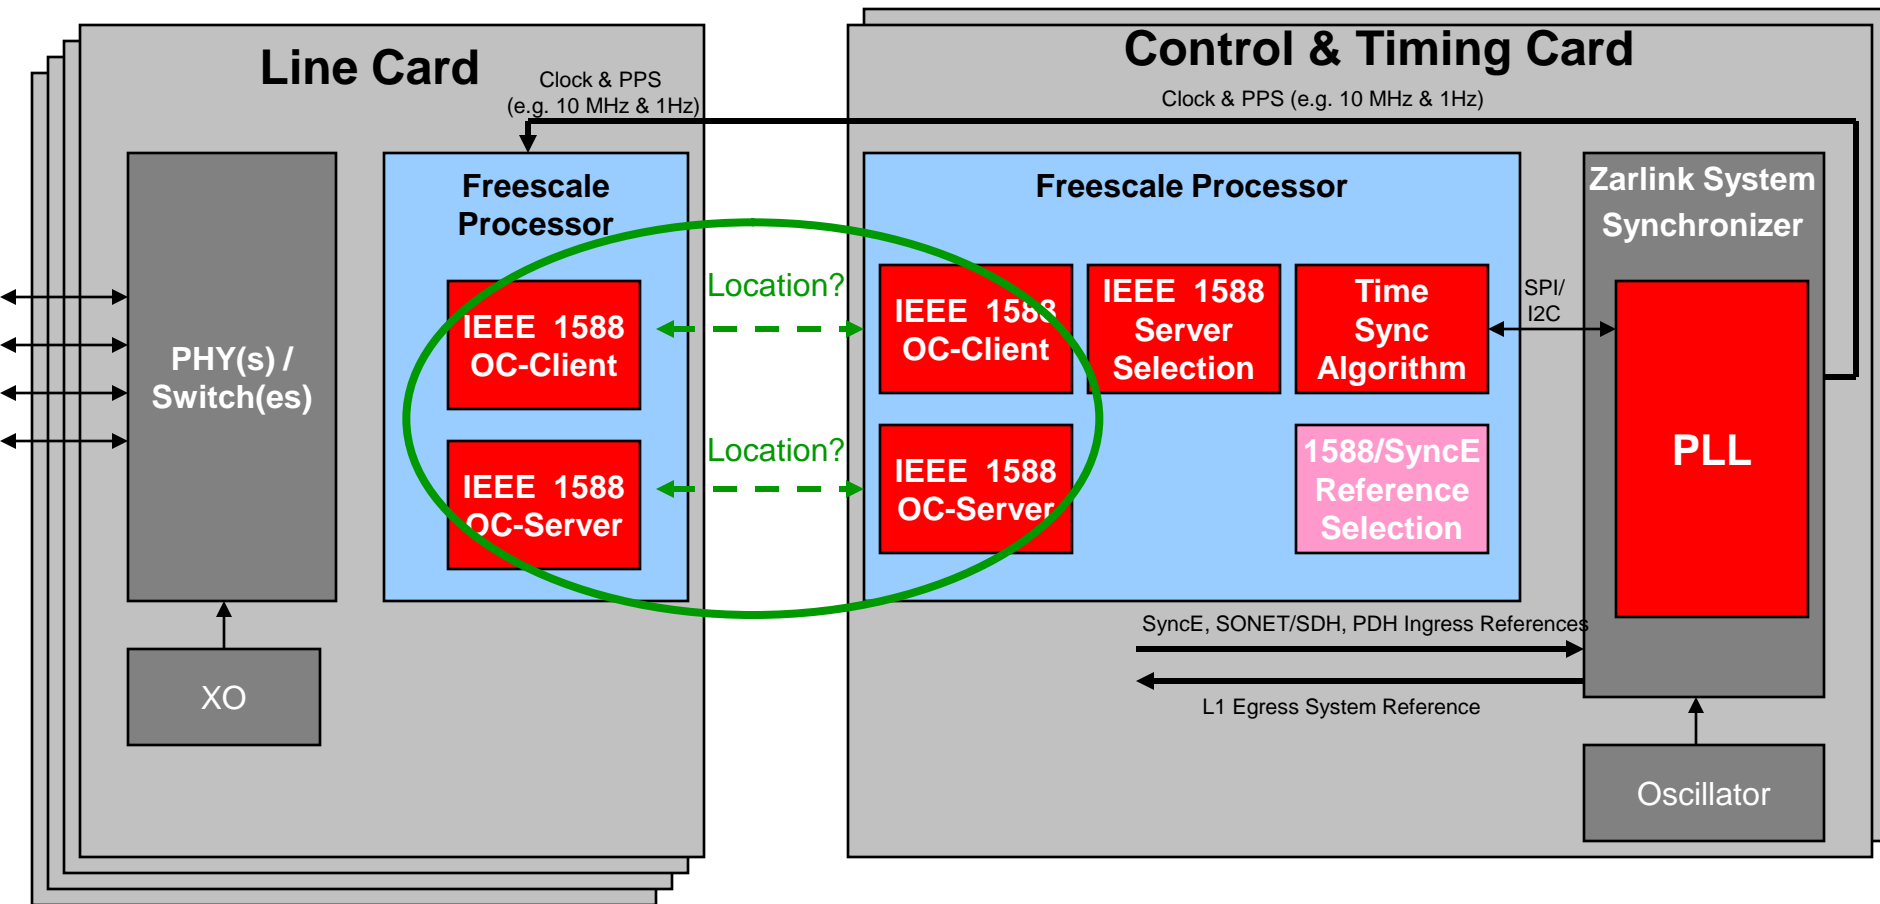 Line Card
Clock & PPS
(e.g. 10 MHz & 1Hz)
Freescale
Processor
IEEE 1588
OC-Client
IEEE 1588
OC-Server
PHY(s) /
Switch(es)
XO
Location?
Location?
Control & Timing Card
Clock & PPS (e.g. 10 MHz & 1Hz)
Freescale Processor
IEEE 1588
OC-Client
IEEE 1588
Server
Selection
Time
Sync
Algorithm
IEEE 1588
OC-Server
1588/SyncE
Reference
Selection
SPI/
I2C
Zarlink System
Synchronizer
PLL
SyncE, SONET/SDH, PDH Ingress References
L1 Egress System Reference
Oscillator